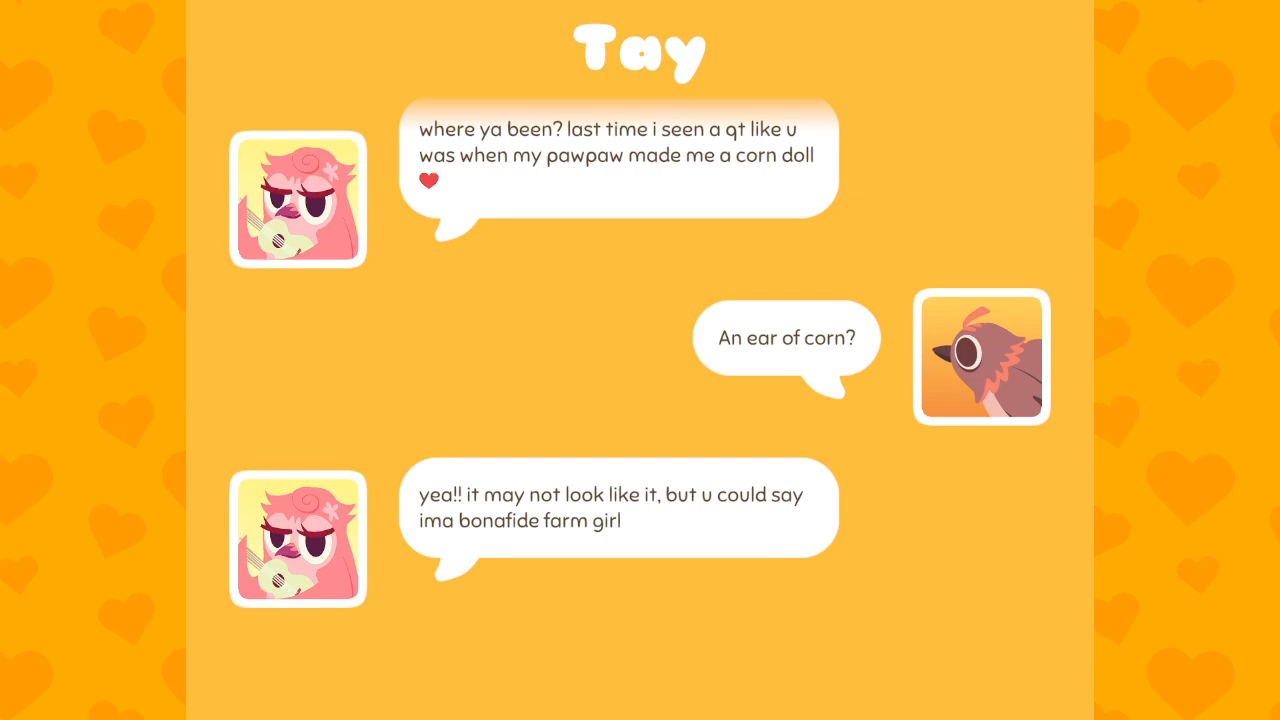 Tay
where ya been? last time i seen a qt like u
was when my pawpaw made me a corn doll
❤
An ear of corn?
yea!! it may not look like it, but u could say
ima bonafide farm girl